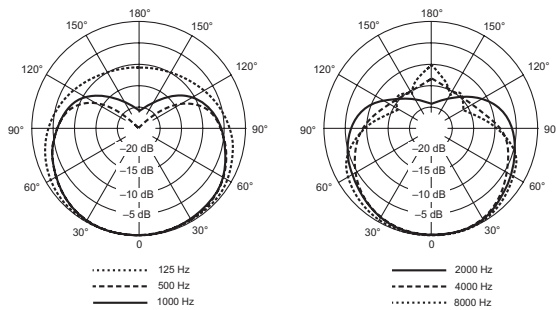 180°
150° 150°
120° 120°
90° 90°
60° 60°
30° 30°
0
–20 dB
–15 dB
–10 dB
–5 dB
125 Hz
500 Hz
1000 Hz
180°
150° 150°
120° 120°
90° 90°
60° 60°
30° 30°
0
–20 dB
–15 dB
–10 dB
–5 dB
2000 Hz
4000 Hz
8000 Hz